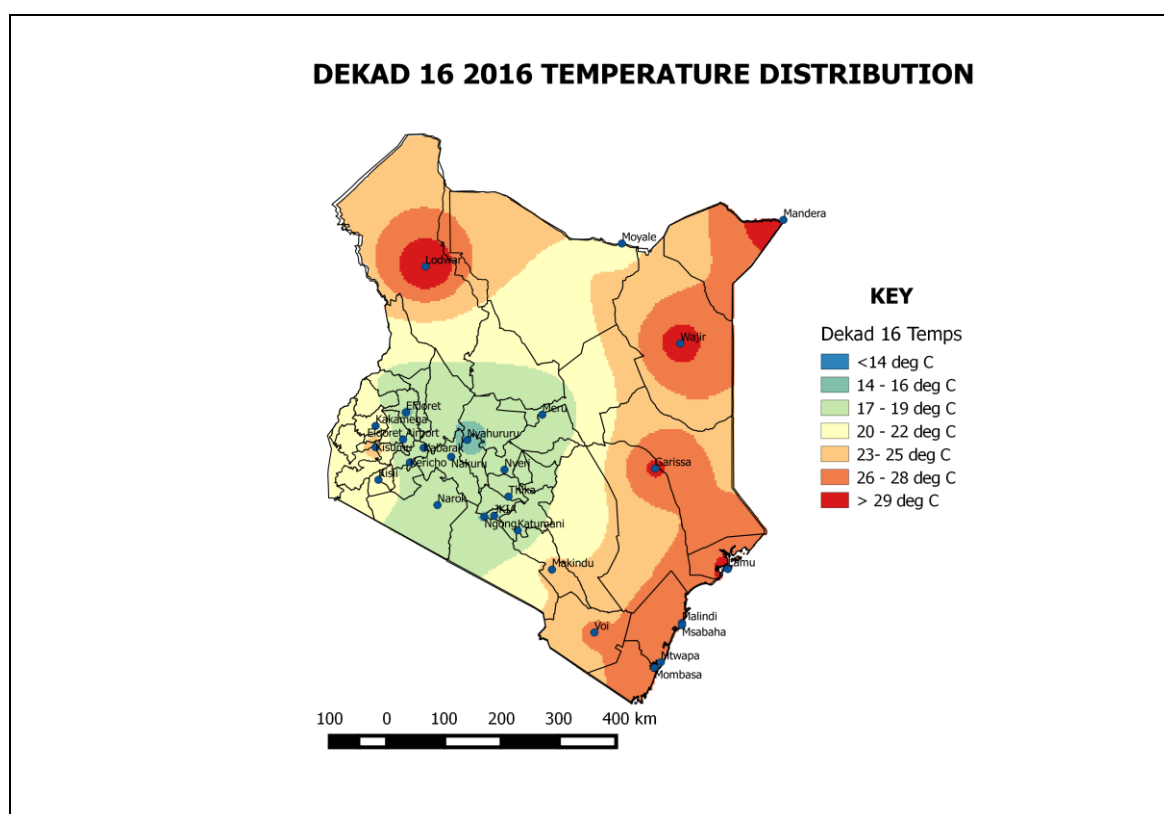 DEKAD 16 2016 TEMPERATURE DISTRIBUTION
Mandera
Moyale
Lodwar
KEY
Dekad 16 Temps
<14 deg C
14 - 16 deg C
17 - 19 deg C
20 - 22 deg C
23- 25 deg C
26 - 28 deg C
> 29 deg C
Wajir
Eldoret
Meru
Kakamega
Eldoret Airport
Nyahururu
Kisumu
Kabarak
Kericho
Nakuru
Nyeri
Garissa
Kisii
Thika
Narok
JKIA
Ngong
Katumani
Makindu
Lamu
Malindi
Voi
Msabaha
Mtwapa
Mombasa
100 0 100 200 300 400 km